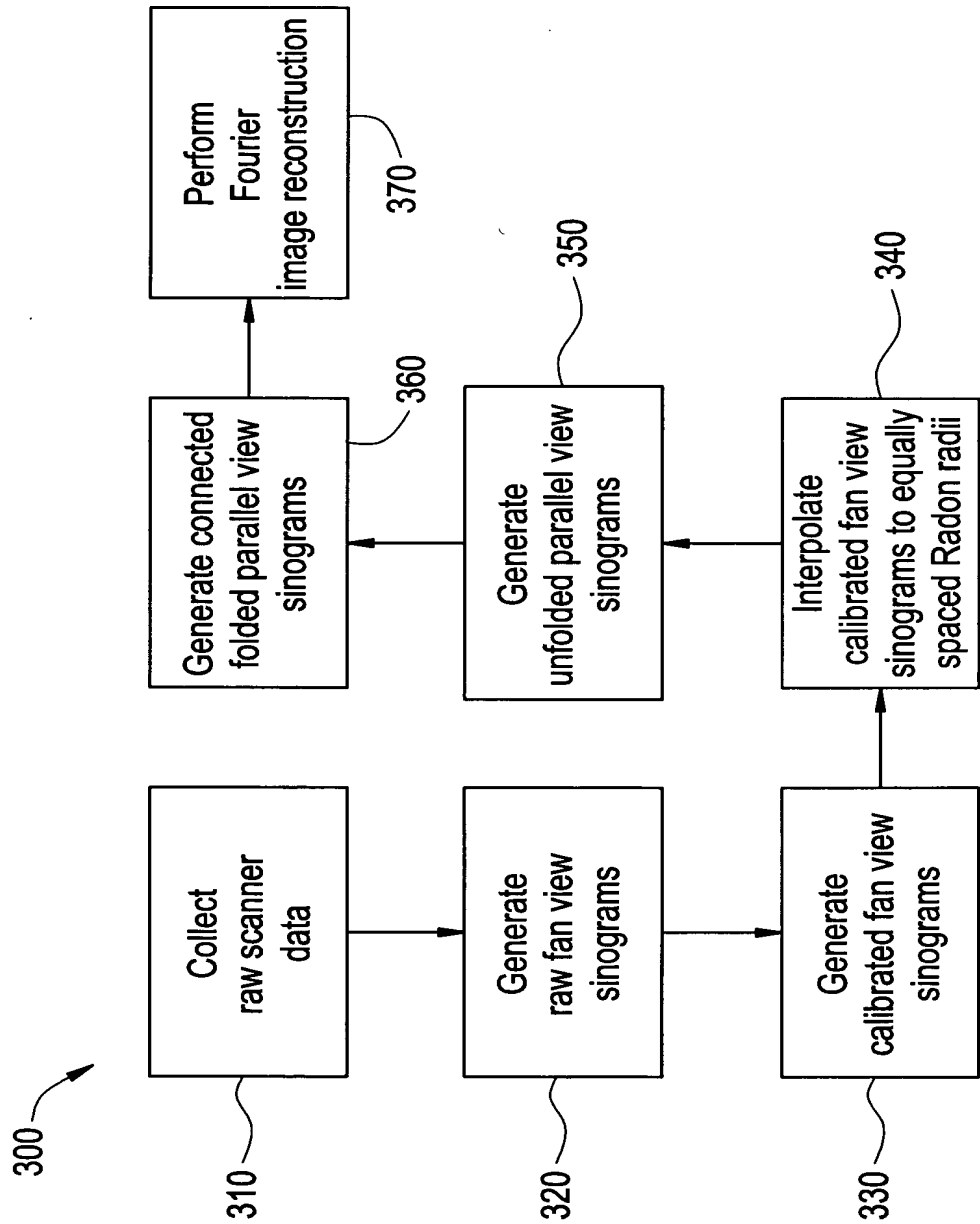 300
Collect
raw scanner
data
310
Generate
raw fan view
sinograms
320
Generate
calibrated fan view
sinograms
330
Interpolate
calibrated fan view
sinograms to equally
spaced Radon radii
340
Generate
unfolded parallel view
sinograms
350
Generate connected
folded parallel view
sinograms
360
Perform
Fourier
image reconstruction
370